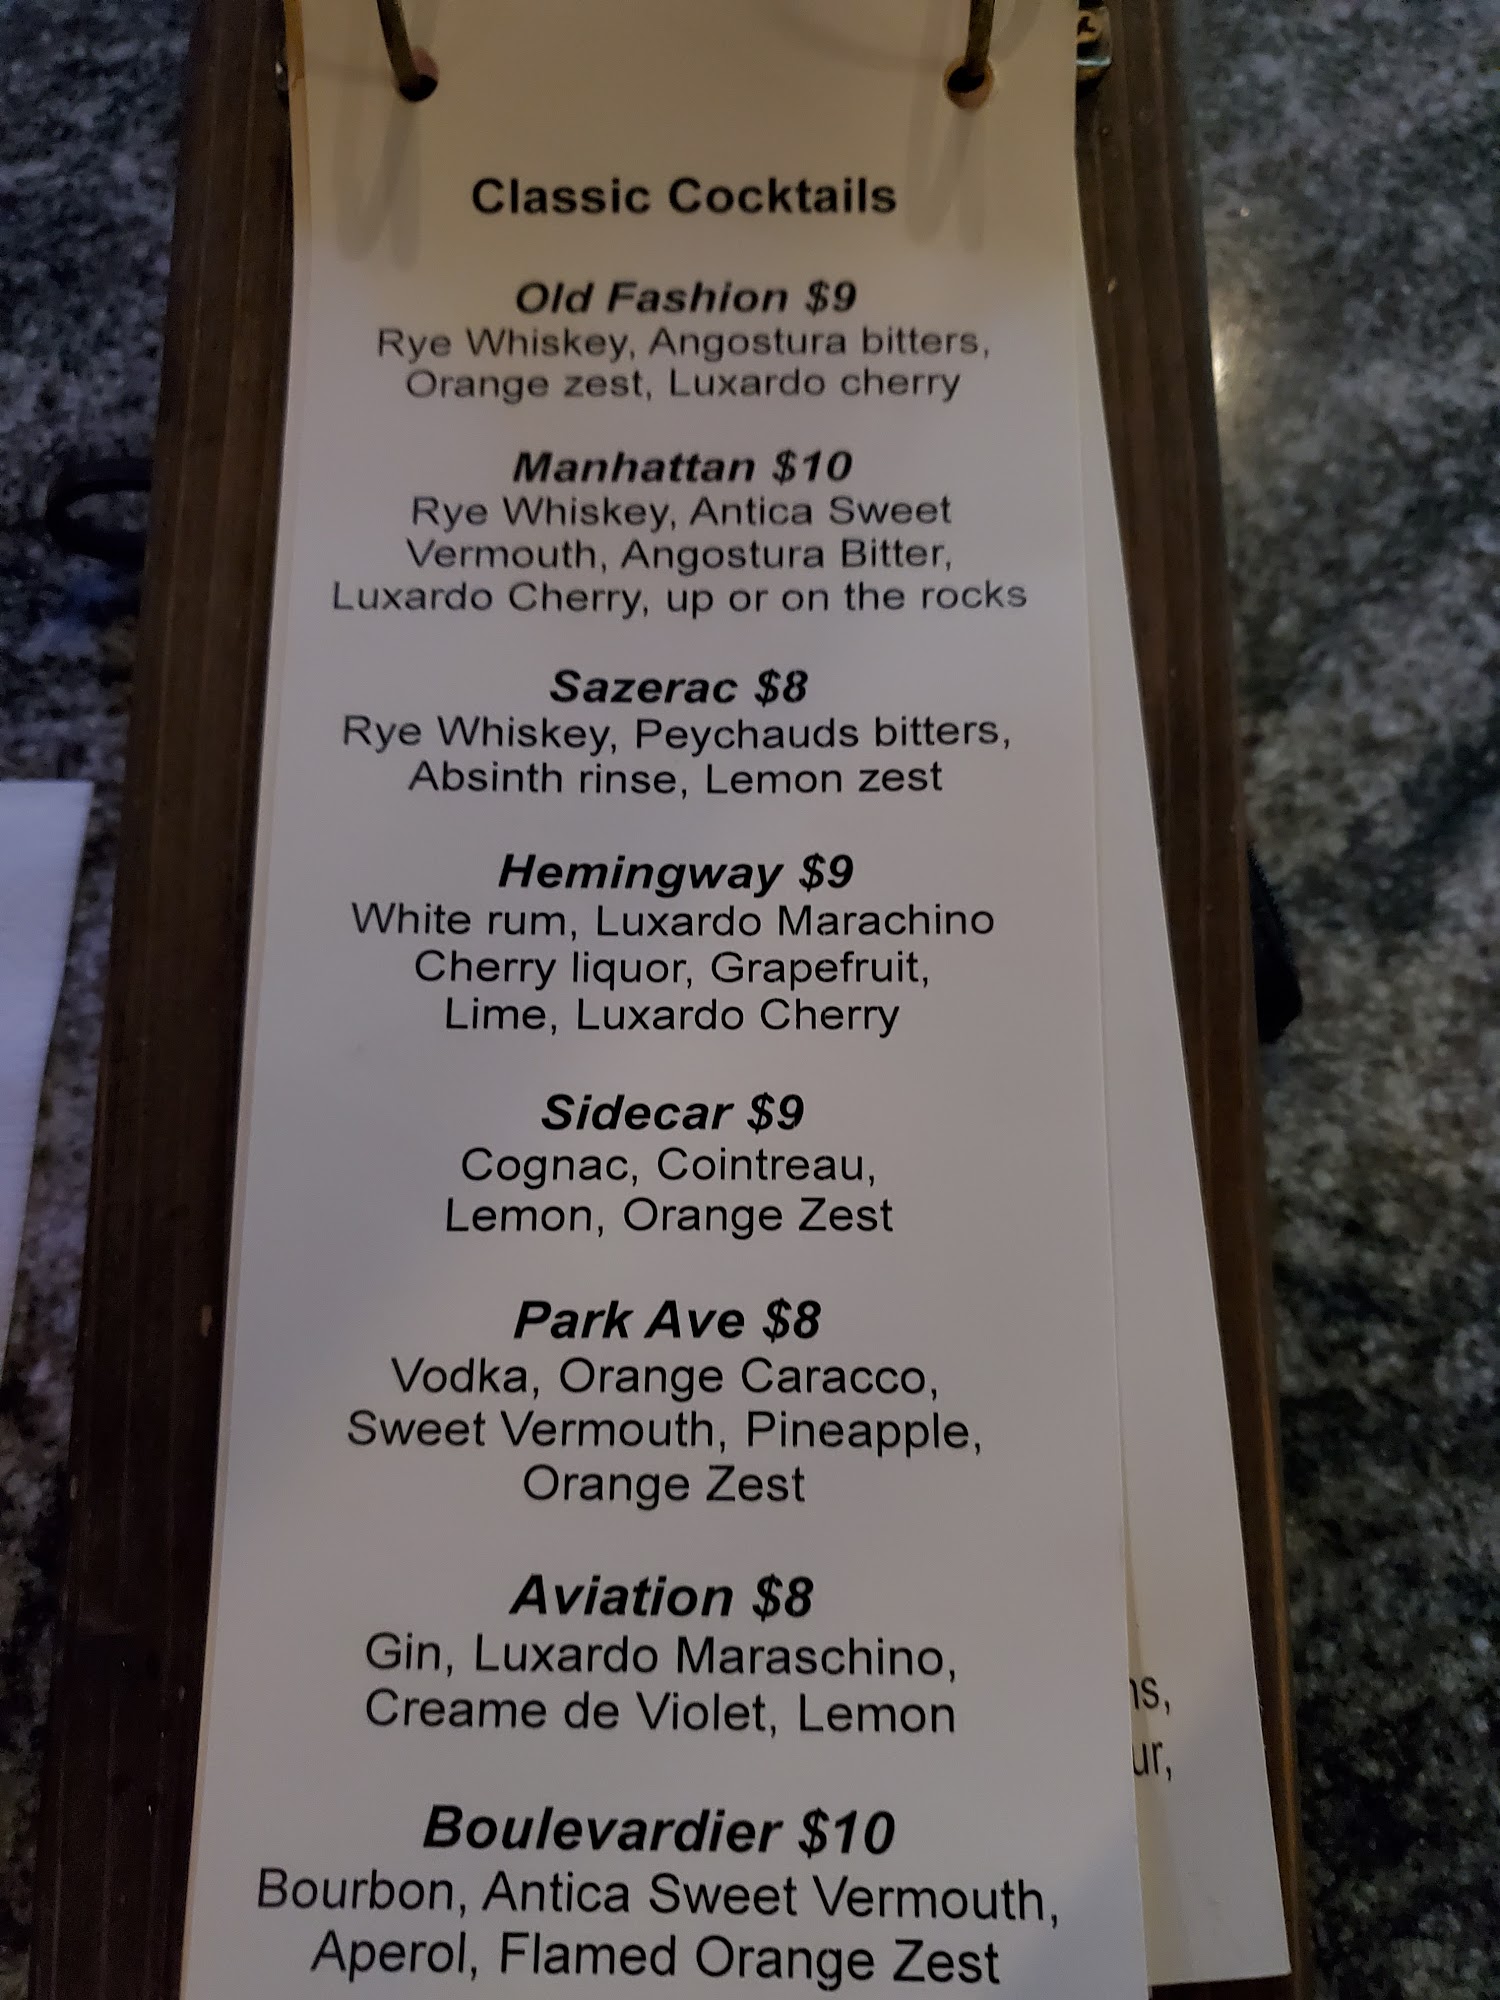 Classic Cocktails
Old Fashion $9
Rye Whiskey, Angostura bitters,
Orange zest, Luxardo cherry
Manhattan $10
Rye Whiskey, Antica Sweet
Vermouth, Angostura Bitter,
Luxardo Cherry, up or on the rocks
Sazerac $8
Rye Whiskey, Peychauds bitters,
Absinth rinse, Lemon zest
Hemingway $9
White rum, Luxardo Marachino
Cherry liquor, Grapefruit,
Lime, Luxardo Cherry
Sidecar $9
Cognac, Cointreau,
Lemon, Orange Zest
Park Ave $8
Vodka, Orange Caracco,
Sweet Vermouth, Pineapple,
Orange Zest
Aviation $8
Gin, Luxardo Maraschino,
Creame de Violet, Lemon
Boulevardier $10
Bourbon, Antica Sweet Vermouth,
Aperol, Flamed Orange Zest